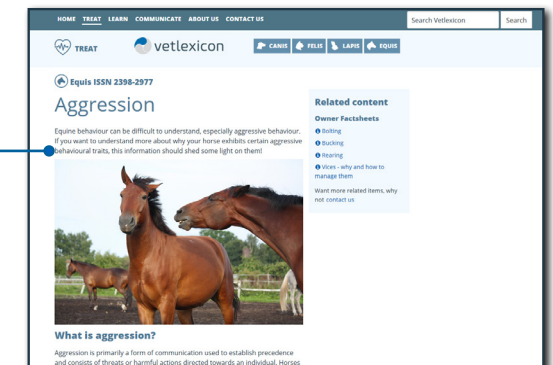 HOME TREAT LEARN COMMUNICATE ABOUT US CONTACT US
Search Vetlexicon Search
TREAT vetlexicon CANIS FELIS LAPIS EQUIS
Equis ISSN 2398-2977
Aggression
Equine behaviour can be difficult to understand, especially aggressive behaviour.
If you want to understand more about why your horse exhibits certain aggressive
behavioural traits, this information should shed some light on them!
What is aggression?
Aggression is primarily a form of communication used to establish precedence
and consists of threats or harmful actions directed towards an individual. Horses
Related content
Owner Factsheets
Bolting
Bucking
Rearing
Vices - why and how to
manage them
Want more related items, why
not contact us